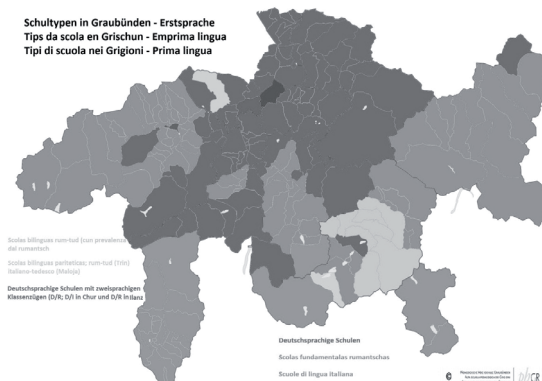 Schultypen in Graubünden - Erstsprache
Tips da scola en Grischun - Emprima lingua
Tipi di scuola nei Grigioni - Prima lingua
Scolas bilinguas rum-tud (cun prevalenza
dal rumantsch
Scolas bilinguas pariteticas: rum-tud (Trin)
italiano-tedesco (Maloja)
Deutschsprachige Schulen mit zweisprachigen
Klassenzügen (D/R; D/I in Chur und D/R in Ilanz
Deutschsprachige Schulen
Scolas fundamentalas rumantschas
Scuole di lingua italiana
©
phGR